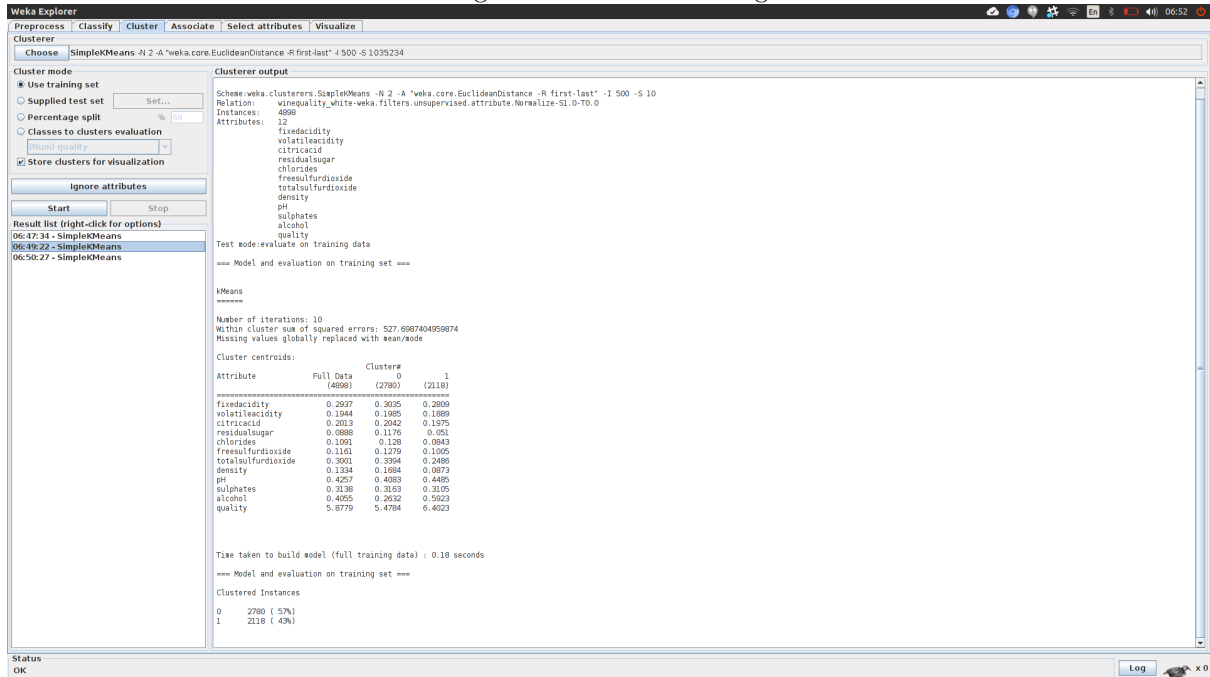 Weka Explorer
En 06:52
Preprocess Classify Cluster Associate Select attributes Visualize
Clusterer
Choose SimpleKMeans -N 2 -A "weka.core.EuclideanDistance -R first-last" -I 500 -S 1035234
Cluster mode
Use training set
Supplied test set Set...
Percentage split % 66
Classes to clusters evaluation
(Num) quality
Store clusters for visualization
Ignore attributes
Start Stop
Result list (right-click for options)
06:47:34 - SimpleKMeans
06:49:22 - SimpleKMeans
06:50:27 - SimpleKMeans
Clusterer output
Scheme:weka.clusterers.SimpleKMeans -N 2 -A "weka.core.EuclideanDistance -R first-last" -I 500 -S 10
Relation: winequality_white-weka.filters.unsupervised.attribute.Normalize-S1.0-T0.0
Instances: 4898
Attributes: 12
fixedacidity
volatileacidity
citricacid
residualsugar
chlorides
freesulfurdioxide
totalsulfurdioxide
density
pH
sulphates
alcohol
quality
Test mode:evaluate on training data
=== Model and evaluation on training set ===
kMeans
======
Number of iterations: 10
Within cluster sum of squared errors: 527.6987404959874
Missing values globally replaced with mean/mode
Cluster centroids:
Cluster#
Attribute Full Data 0 1
(4898) (2780) (2118)
==================================================
fixedacidity 0.2937 0.3035 0.2809
volatileacidity 0.1944 0.1985 0.1889
citricacid 0.2013 0.2042 0.1975
residualsugar 0.0888 0.1176 0.051
chlorides 0.1091 0.128 0.0843
freesulfurdioxide 0.1161 0.1279 0.1005
totalsulfurdioxide 0.3001 0.3394 0.2486
density 0.1334 0.1684 0.0873
pH 0.4257 0.4083 0.4485
sulphates 0.3138 0.3163 0.3105
alcohol 0.4055 0.2632 0.5923
quality 5.8779 5.4784 6.4023
Time taken to build model (full training data) : 0.18 seconds
=== Model and evaluation on training set ===
Clustered Instances
0 2780 ( 57%)
1 2118 ( 43%)
Status
OK
Log x 0